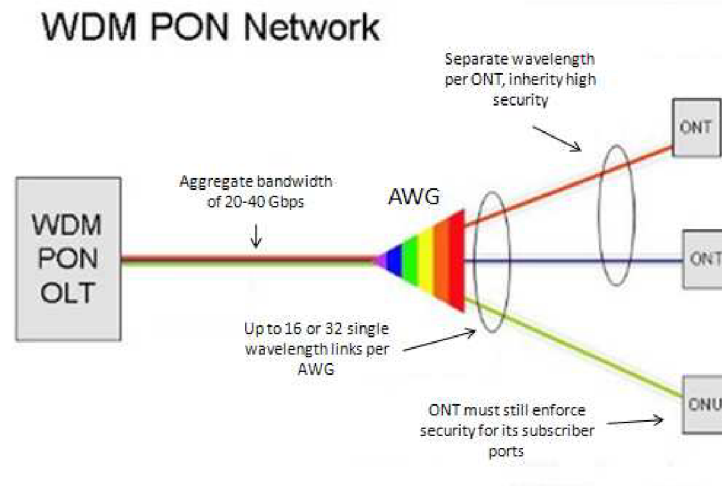 WDM PON Network
Separate wavelength
per ONT, inherity high
security
ONT
Aggregate bandwidth
of 20-40 Gbps
AWG
WDM
PON
OLT
ONT
Up to 16 or 32 single
wavelength links per
AWG
ONU
ONT must still enforce
security for its subscriber
ports